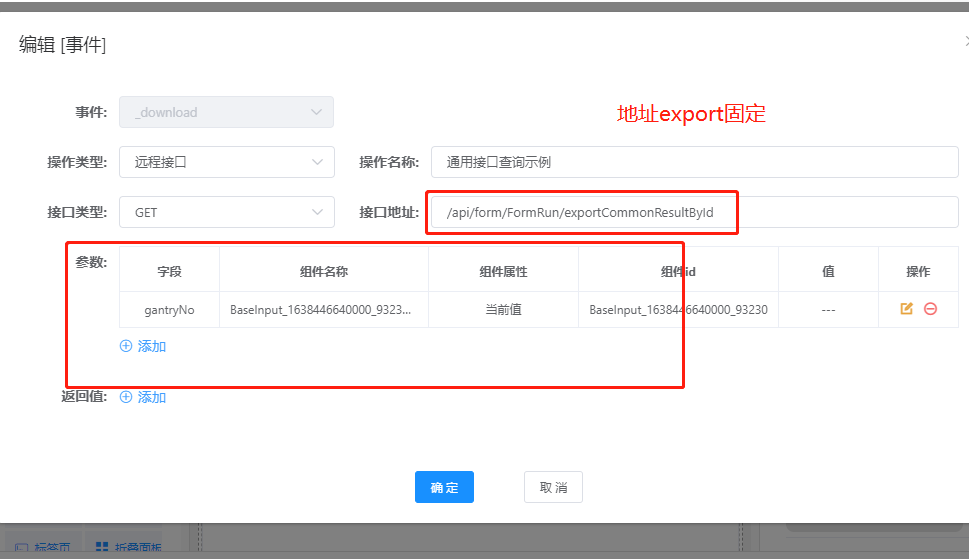 编辑 [事件]
地址export固定
事件: _download
操作类型: 远程接口 操作名称: 通用接口查询示例
接口类型: GET 接口地址: /api/form/FormRun/exportCommonResultById
参数: 字段 组件名称 组件属性 组件id 值 操作
gantryNo BaseInput_1638446640000_9323... 当前值 BaseInput_1638446640000_93230 ---
添加
返回值: 添加
确定 取消
标签页 折叠面板